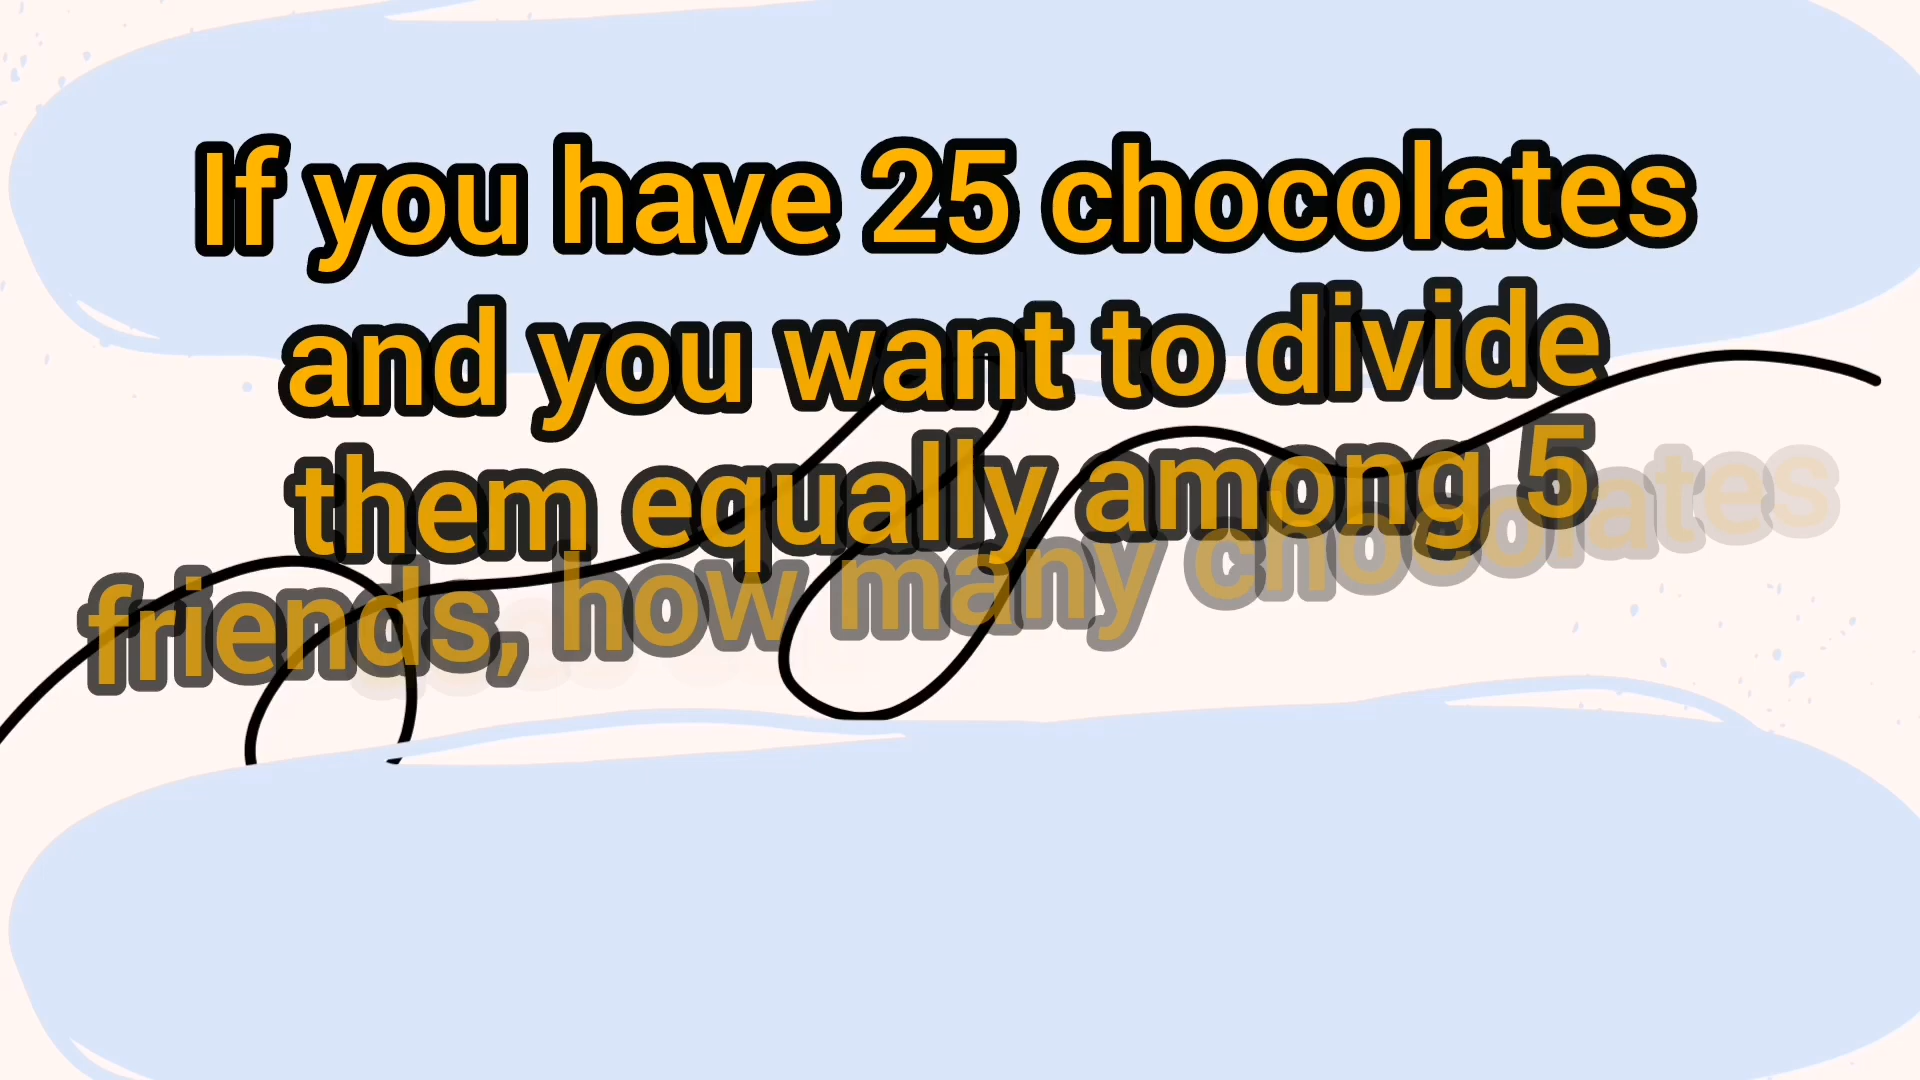 If you have 25 chocolates
and you want to divide
them equally among 5
friends, how many chocolates